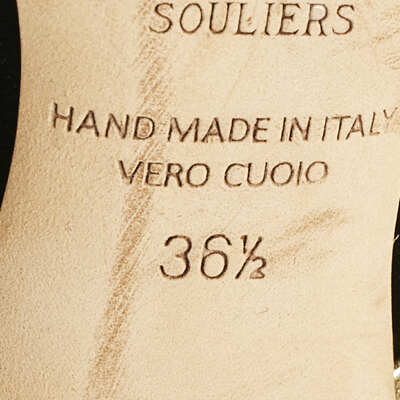 SOULIERS
HAND MADE IN ITALY
VERO CUOIO
36½